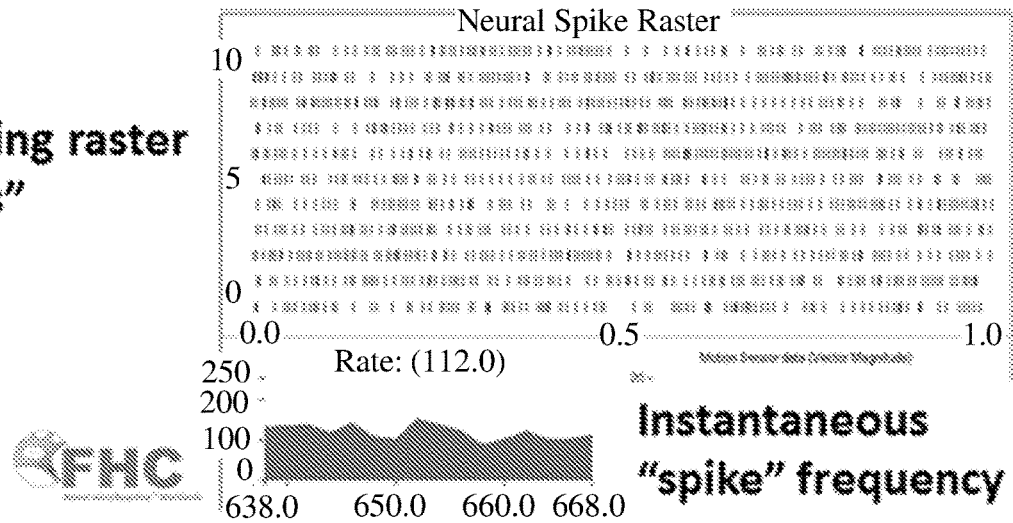 Neural Spike Raster
10
ing raster
5
0
0.0 0.5 1.0
Rate: (112.0)
250
200
100
0
638.0 650.0 660.0 668.0
Instantaneous
“spike” frequency
FHC